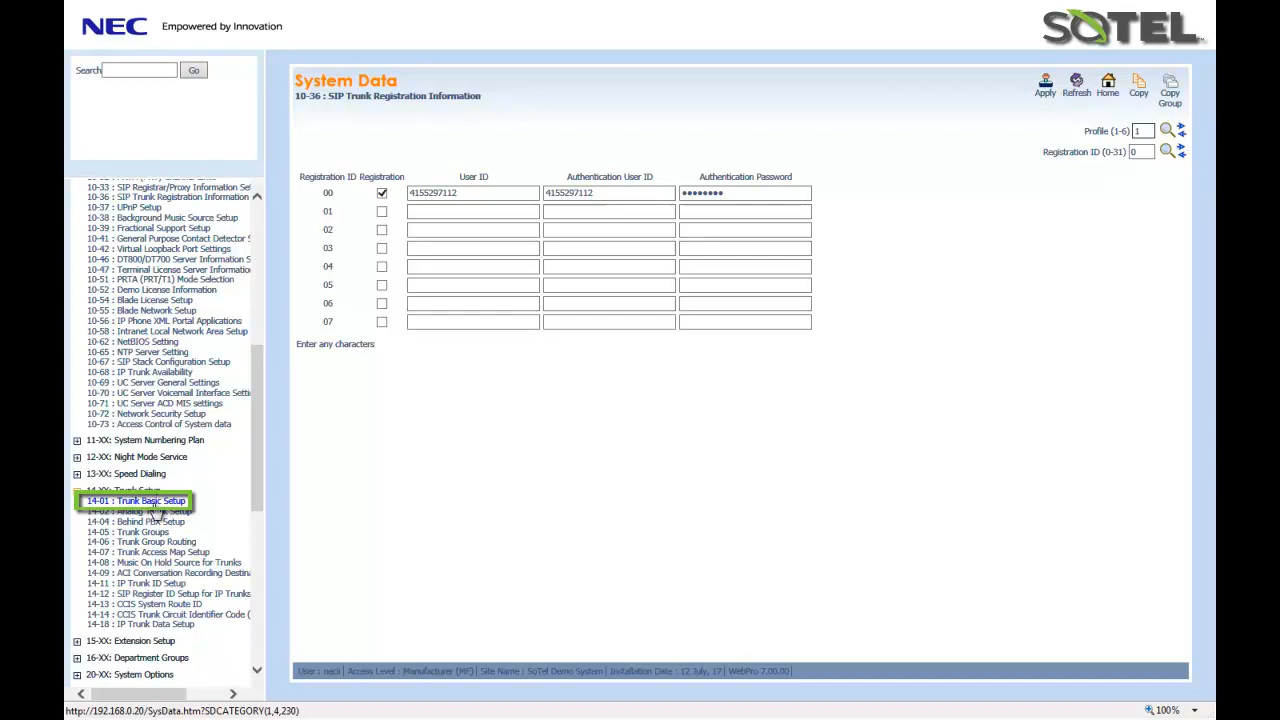 NEC Empowered by Innovation
SOTEL
Search Go
System Data
10-36 : SIP Trunk Registration Information
Apply Refresh Home Copy Copy Group
Profile (1-6) 1
Registration ID (0-31) 0
Registration ID Registration User ID Authentication User ID Authentication Password
00 4155297112 4155297112 ••••••••
01
02
03
04
05
06
07
Enter any characters
10-33 : SIP Registrar/Proxy Information Se
10-36 : SIP Trunk Registration Information
10-37 : UPnP Setup
10-38 : Background Music Source Setup
10-39 : Fractional Support Setup
10-41 : General Purpose Contact Detector S
10-42 : Virtual Loopback Port Settings
10-46 : DT800/DT700 Server Information S
10-47 : Terminal License Server Informatio
10-51 : PRTA (PRT/T1) Mode Selection
10-52 : Demo License Information
10-54 : Blade License Setup
10-55 : Blade Network Setup
10-56 : IP Phone XML Portal Applications
10-58 : Intranet Local Network Area Setup
10-62 : NetBIOS Setting
10-65 : NTP Server Setting
10-67 : SIP Stack Configuration Setup
10-68 : IP Trunk Availability
10-69 : UC Server General Settings
10-70 : UC Server Voicemail Interface Setti
10-71 : UC Server ACD MIS settings
10-72 : Network Security Setup
10-73 : Access Control of System data
11-XX: System Numbering Plan
12-XX: Night Mode Service
13-XX: Speed Dialing
14-XX: Trunk Setup
14-01 : Trunk Basic Setup
14-02 : Analog Trunk Setup
14-04 : Behind PBX Setup
14-05 : Trunk Groups
14-06 : Trunk Group Routing
14-07 : Trunk Access Map Setup
14-08 : Music On Hold Source for Trunks
14-09 : ACI Conversation Recording Destina
14-11 : IP Trunk ID Setup
14-12 : SIP Register ID Setup for IP Trunks
14-13 : CCIS System Route ID
14-14 : CCIS Trunk Circuit Identifier Code (
14-18 : IP Trunk Data Setup
15-XX: Extension Setup
16-XX: Department Groups
20-XX: System Options
User : necii | Access Level : Manufacturer (MF) | Site Name : SoTel Demo System | Installation Date : 12 July, 17 | WebPro 7.00.00 |
http://192.168.0.20/SysData.htm?SDCATEGORY(1,4,230)
100%